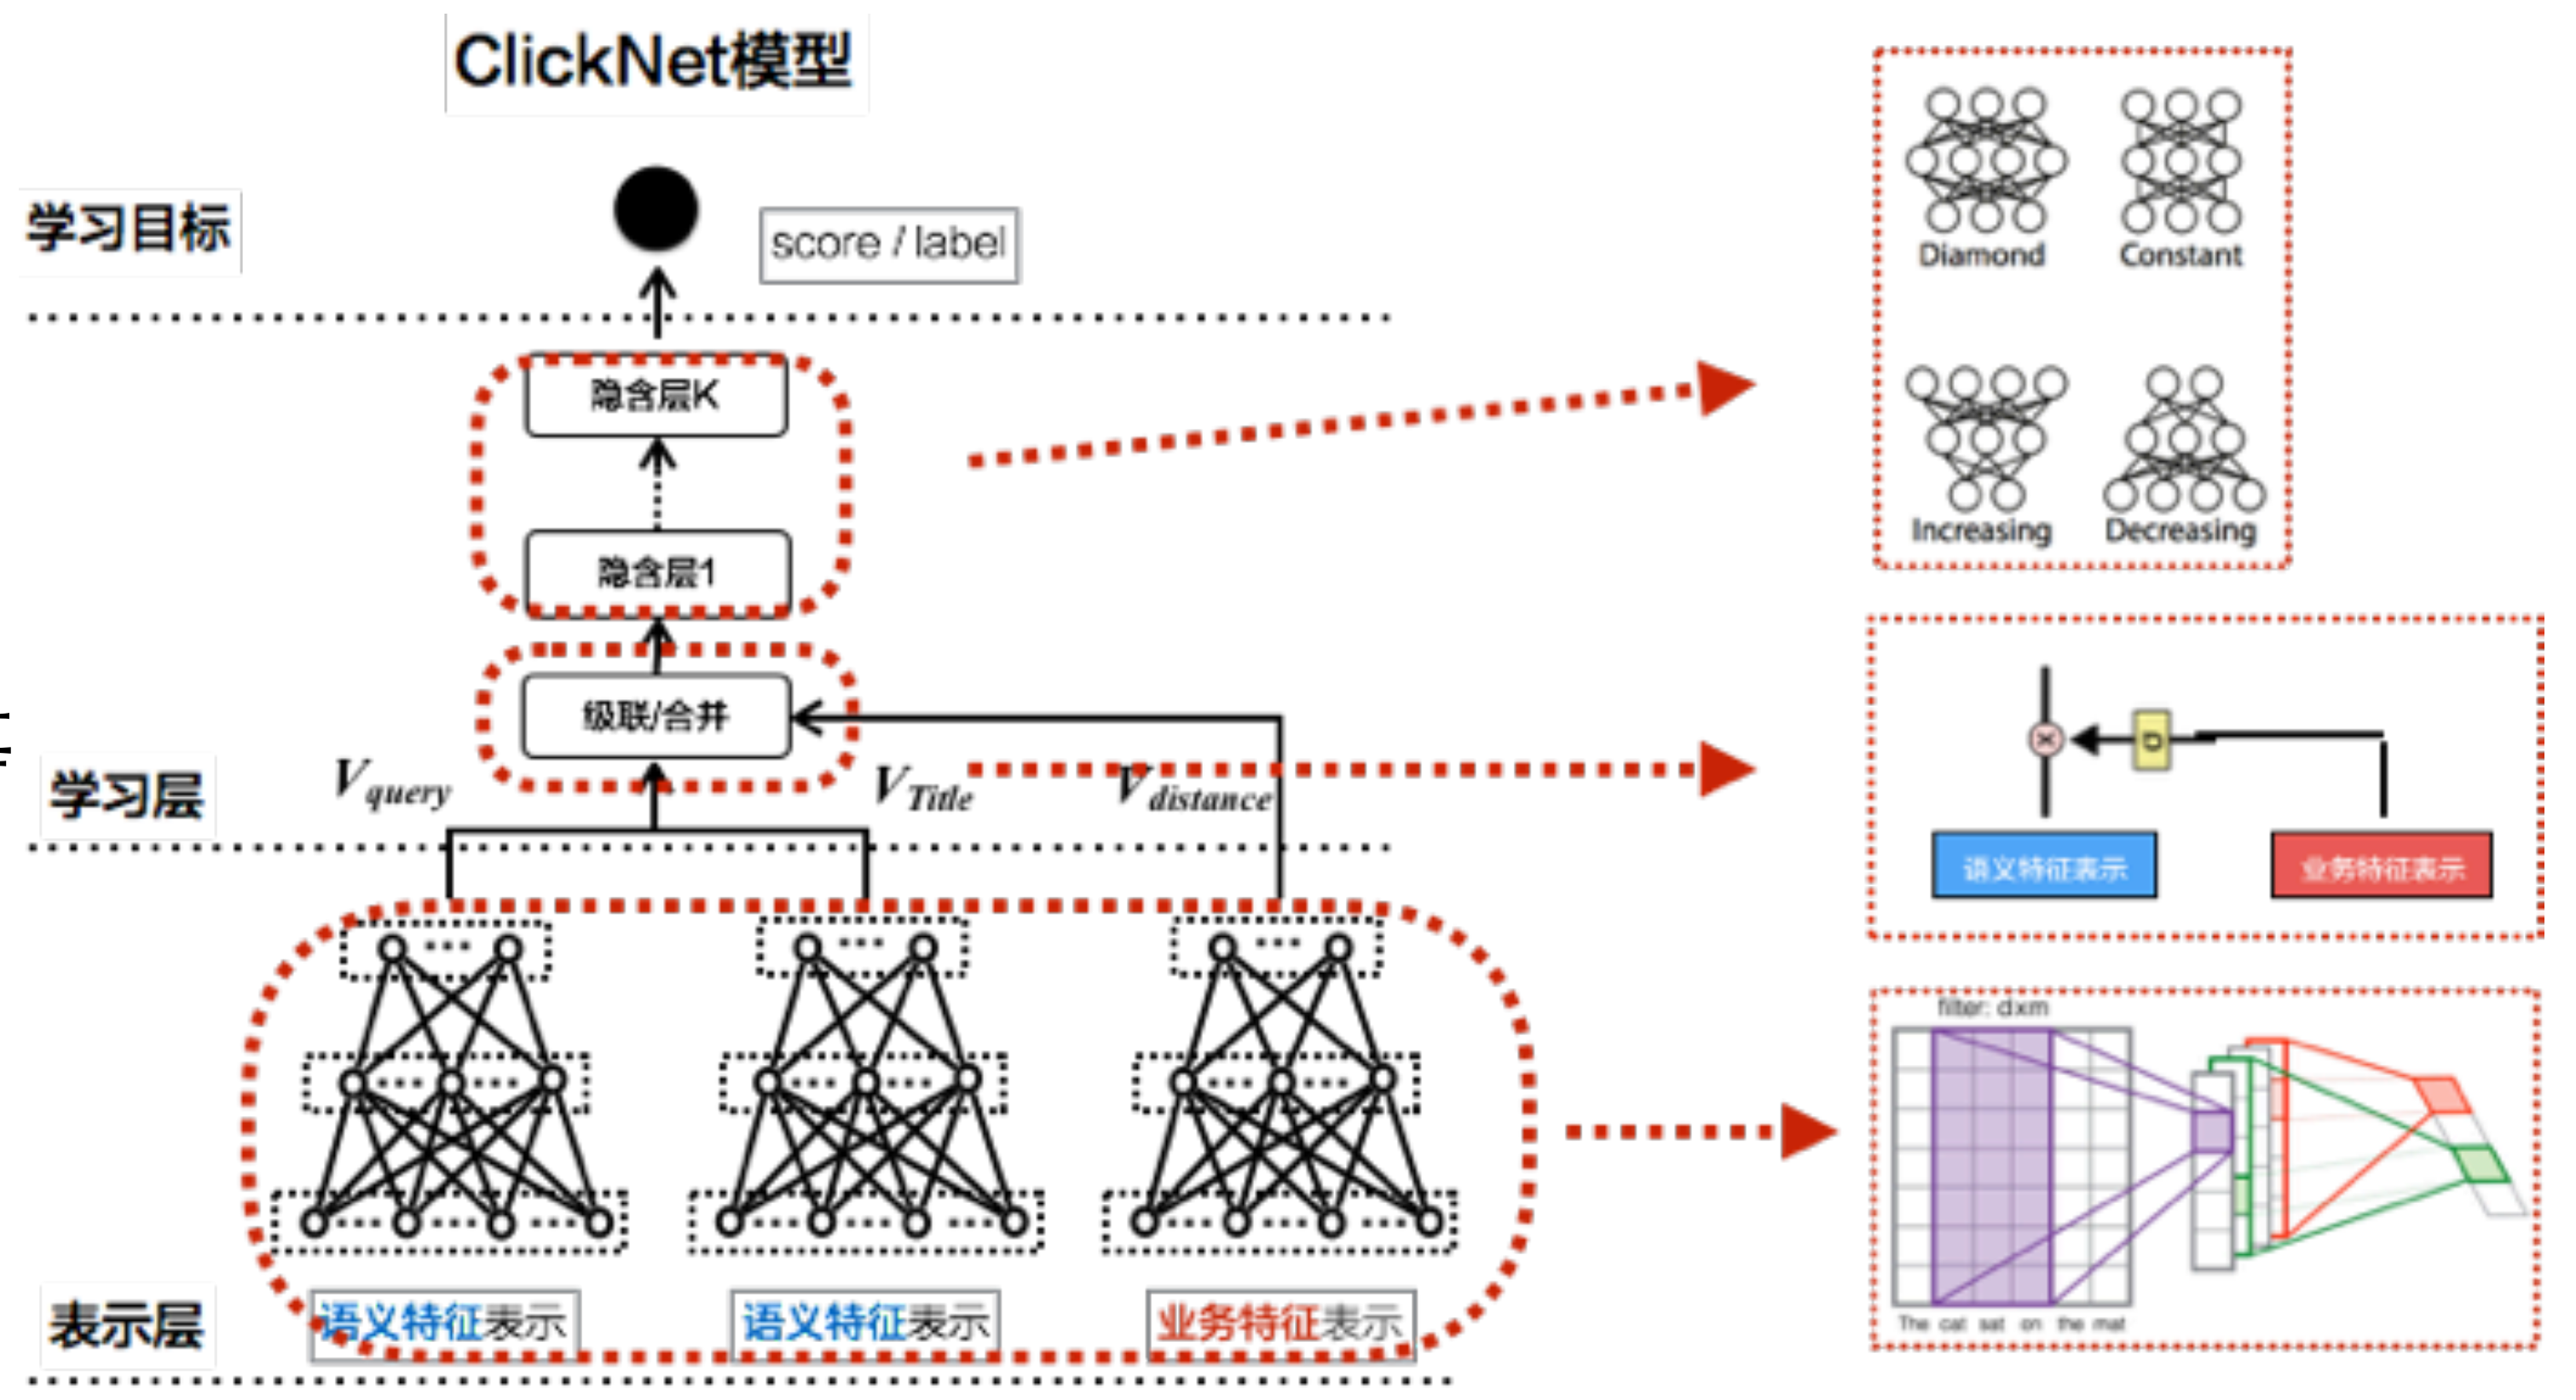 ClickNet模型
学习目标
score / label
隐含层K
隐含层1
级联/合并
学习层
Vquery
VTitle
Vdistance
表示层
语义特征表示
语义特征表示
业务特征表示
Diamond
Constant
Increasing
Decreasing
语义特征表示
业务特征表示
filter: dxm
The cat sat on the mat